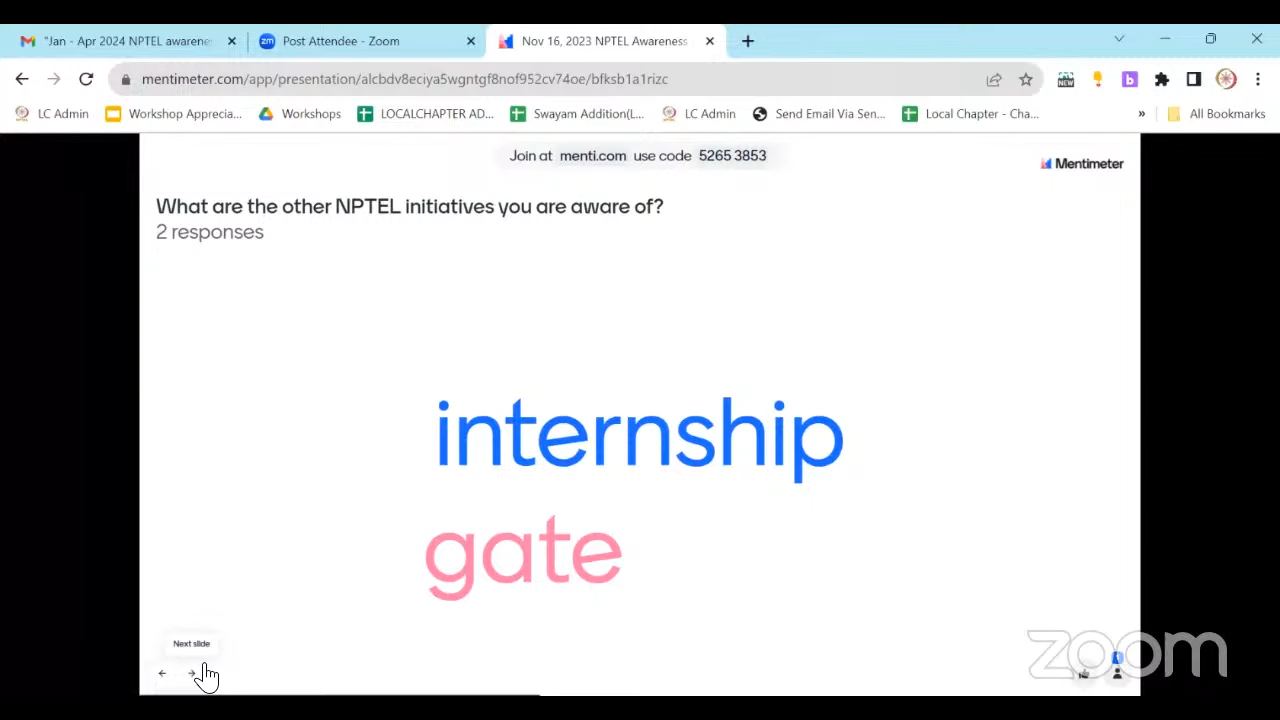 "Jan - Apr 2024 NPTEL awarene
zm Post Attendee - Zoom
Nov 16, 2023 NPTEL Awareness
mentimeter.com/app/presentation/alcbdv8eciya5wgntgf8nof952cv74oe/bfksb1a1rizc
NEW
b
LC Admin
Workshop Apprecia...
Workshops
LOCALCHAPTER AD...
Swayam Addition(L...
LC Admin
Send Email Via Sen...
Local Chapter - Cha...
»
All Bookmarks
Join at menti.com use code 5265 3853
Mentimeter
What are the other NPTEL initiatives you are aware of?
2 responses
internship
gate
Next slide
zoom